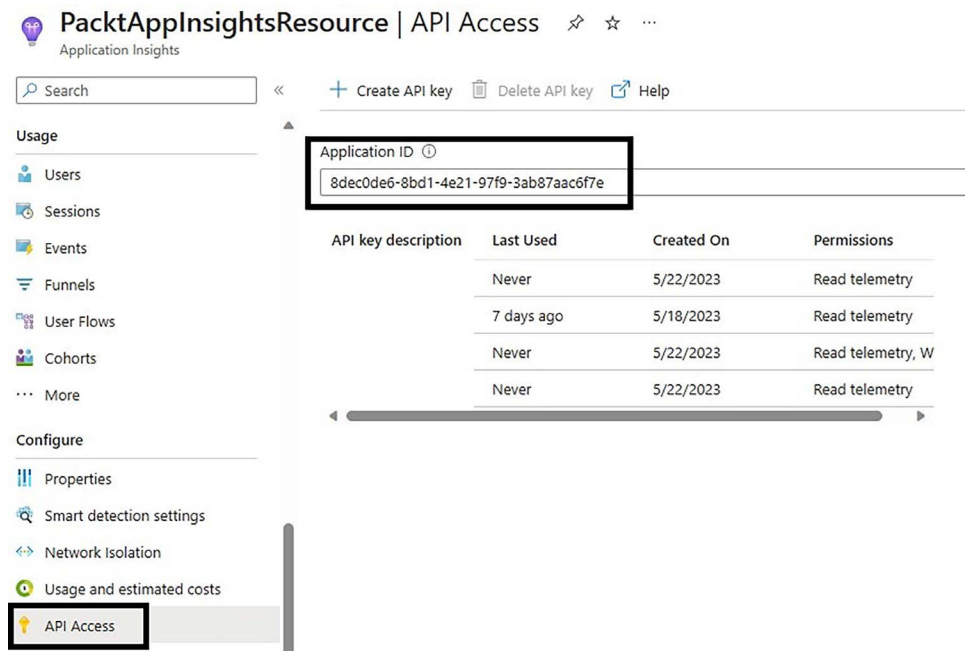 PacktAppInsightsResource | API Access
Application Insights
Search
Create API key Delete API key Help
Usage
Users
Sessions
Events
Funnels
User Flows
Cohorts
More
Configure
Properties
Smart detection settings
Network Isolation
Usage and estimated costs
API Access
Application ID
8dec0de6-8bd1-4e21-97f9-3ab87aac6f7e
API key description Last Used Created On Permissions
Never 5/22/2023 Read telemetry
7 days ago 5/18/2023 Read telemetry
Never 5/22/2023 Read telemetry, W
Never 5/22/2023 Read telemetry